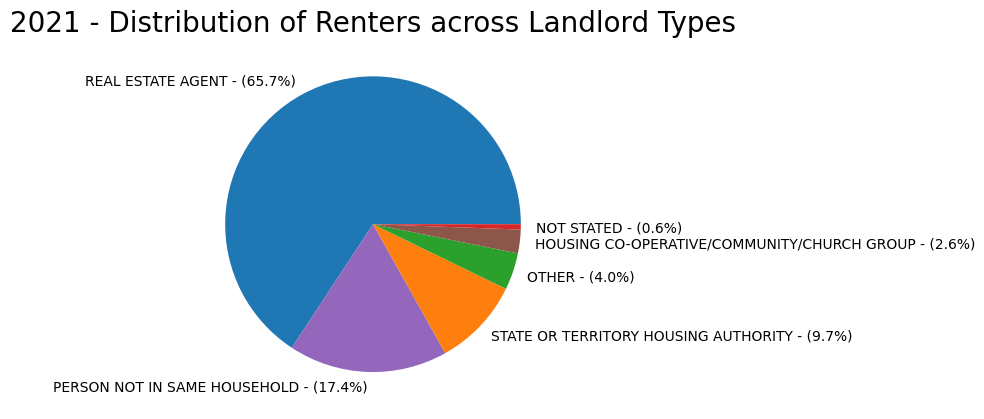 2021 - Distribution of Renters across Landlord Types
REAL ESTATE AGENT - (65.7%)
NOT STATED - (0.6%)
HOUSING CO-OPERATIVE/COMMUNITY/CHURCH GROUP - (2.6%)
OTHER - (4.0%)
STATE OR TERRITORY HOUSING AUTHORITY - (9.7%)
PERSON NOT IN SAME HOUSEHOLD - (17.4%)